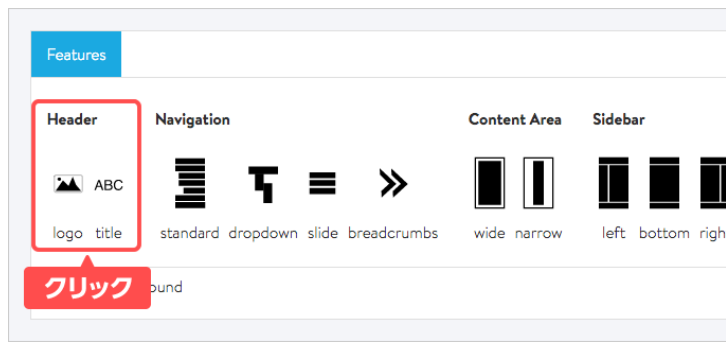 Features
Header Navigation Content Area Sidebar
ABC
logo title standard dropdown slide breadcrumbs wide narrow left bottom
クリック